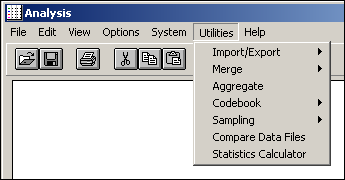 Analysis
File Edit View Options System Utilities Help
Import/Export
Merge
Aggregate
Codebook
Sampling
Compare Data Files
Statistics Calculator